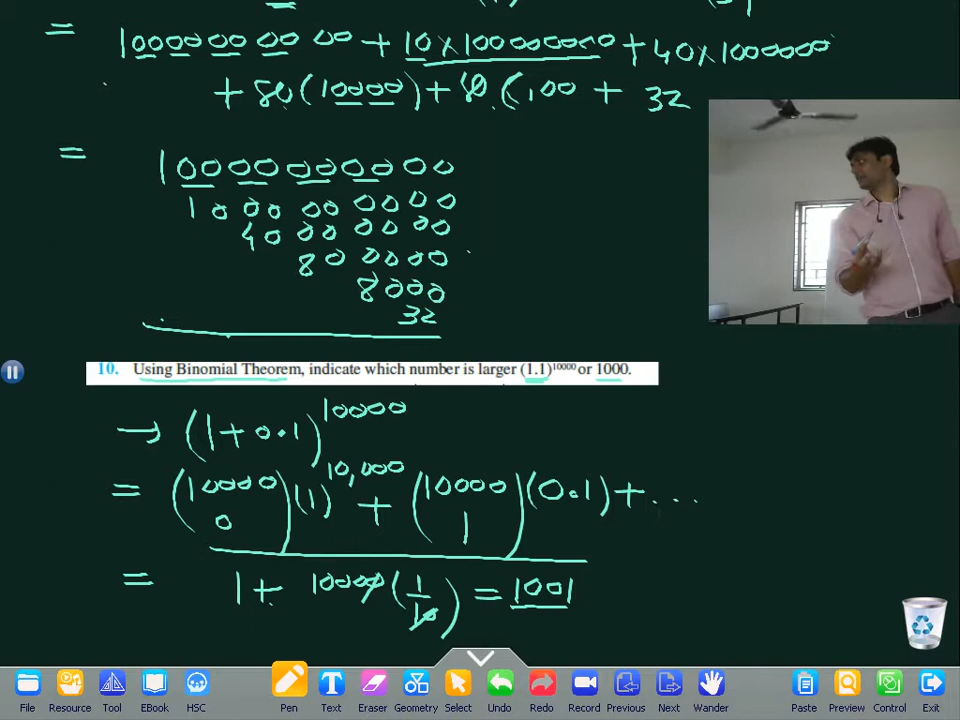 = 10000000000 + 10×100000000 + 40×1000000
+ 80(10000) + 80(100 + 32
= 10000000000
1000000000
40000000
800000
8000
32
10. Using Binomial Theorem, indicate which number is larger (1.1)^10000 or 1000.
→ (1+0.1)^10000
= (10000 0)(1)^10,000 + (10000 1)(0.1) + ...
= 1 + 10000(1/10) = 1001
File Resource Tool EBook HSC Pen Text Eraser Geometry Select Undo Redo Record Previous Next Wander Paste Preview Control Exit